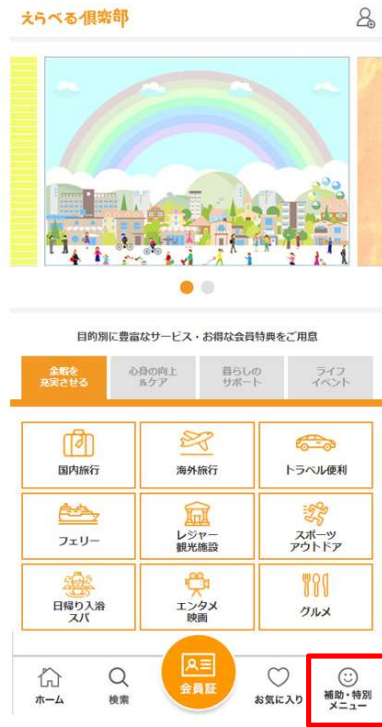 えらべる倶楽部
目的別に豊富なサービス・お得な会員特典をご用意
余暇を
充実させる
心身の向上
&ケア
暮らしの
サポート
ライフ
イベント
国内旅行
海外旅行
トラベル便利
フェリー
レジャー
観光施設
スポーツ
アウトドア
日帰り入浴
スパ
エンタメ
映画
グルメ
ホーム
検索
会員証
お気に入り
補助・特別
メニュー